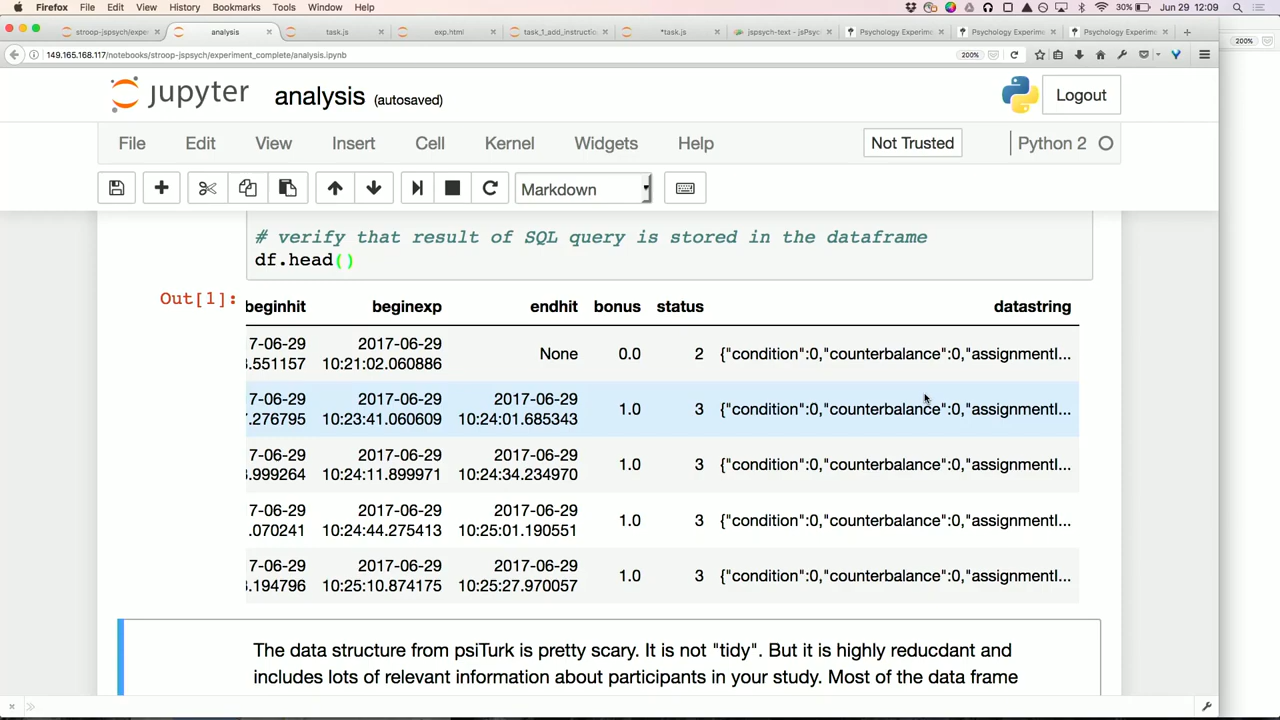 Firefox File Edit View History Bookmarks Tools Window Help 30% Jun 29 12:09
stroop-jspsych/exper analysis task.js exp.html task_1_add_instructio *task.js jspsych-text - jsPsy Psychology Experime Psychology Experime Psychology Experime
149.165.168.117/notebooks/stroop-jspsych/experiment_complete/analysis.ipynb 200% 200%
jupyter analysis (autosaved) Logout
File Edit View Insert Cell Kernel Widgets Help Not Trusted Python 2
Markdown
# verify that result of SQL query is stored in the dataframe
df.head()
Out[1]:
beginhit beginexp endhit bonus status datastring
7-06-29 2017-06-29
.551157 10:21:02.060886 None 0.0 2 {"condition":0,"counterbalance":0,"assignmentI...
7-06-29 2017-06-29 2017-06-29
.276795 10:23:41.060609 10:24:01.685343 1.0 3 {"condition":0,"counterbalance":0,"assignmentI...
7-06-29 2017-06-29 2017-06-29
.999264 10:24:11.899971 10:24:34.234970 1.0 3 {"condition":0,"counterbalance":0,"assignmentI...
7-06-29 2017-06-29 2017-06-29
.070241 10:24:44.275413 10:25:01.190551 1.0 3 {"condition":0,"counterbalance":0,"assignmentI...
7-06-29 2017-06-29 2017-06-29
.194796 10:25:10.874175 10:25:27.970057 1.0 3 {"condition":0,"counterbalance":0,"assignmentI...
The data structure from psiTurk is pretty scary. It is not "tidy". But it is highly reducdant and
includes lots of relevant information about participants in your study. Most of the data frame